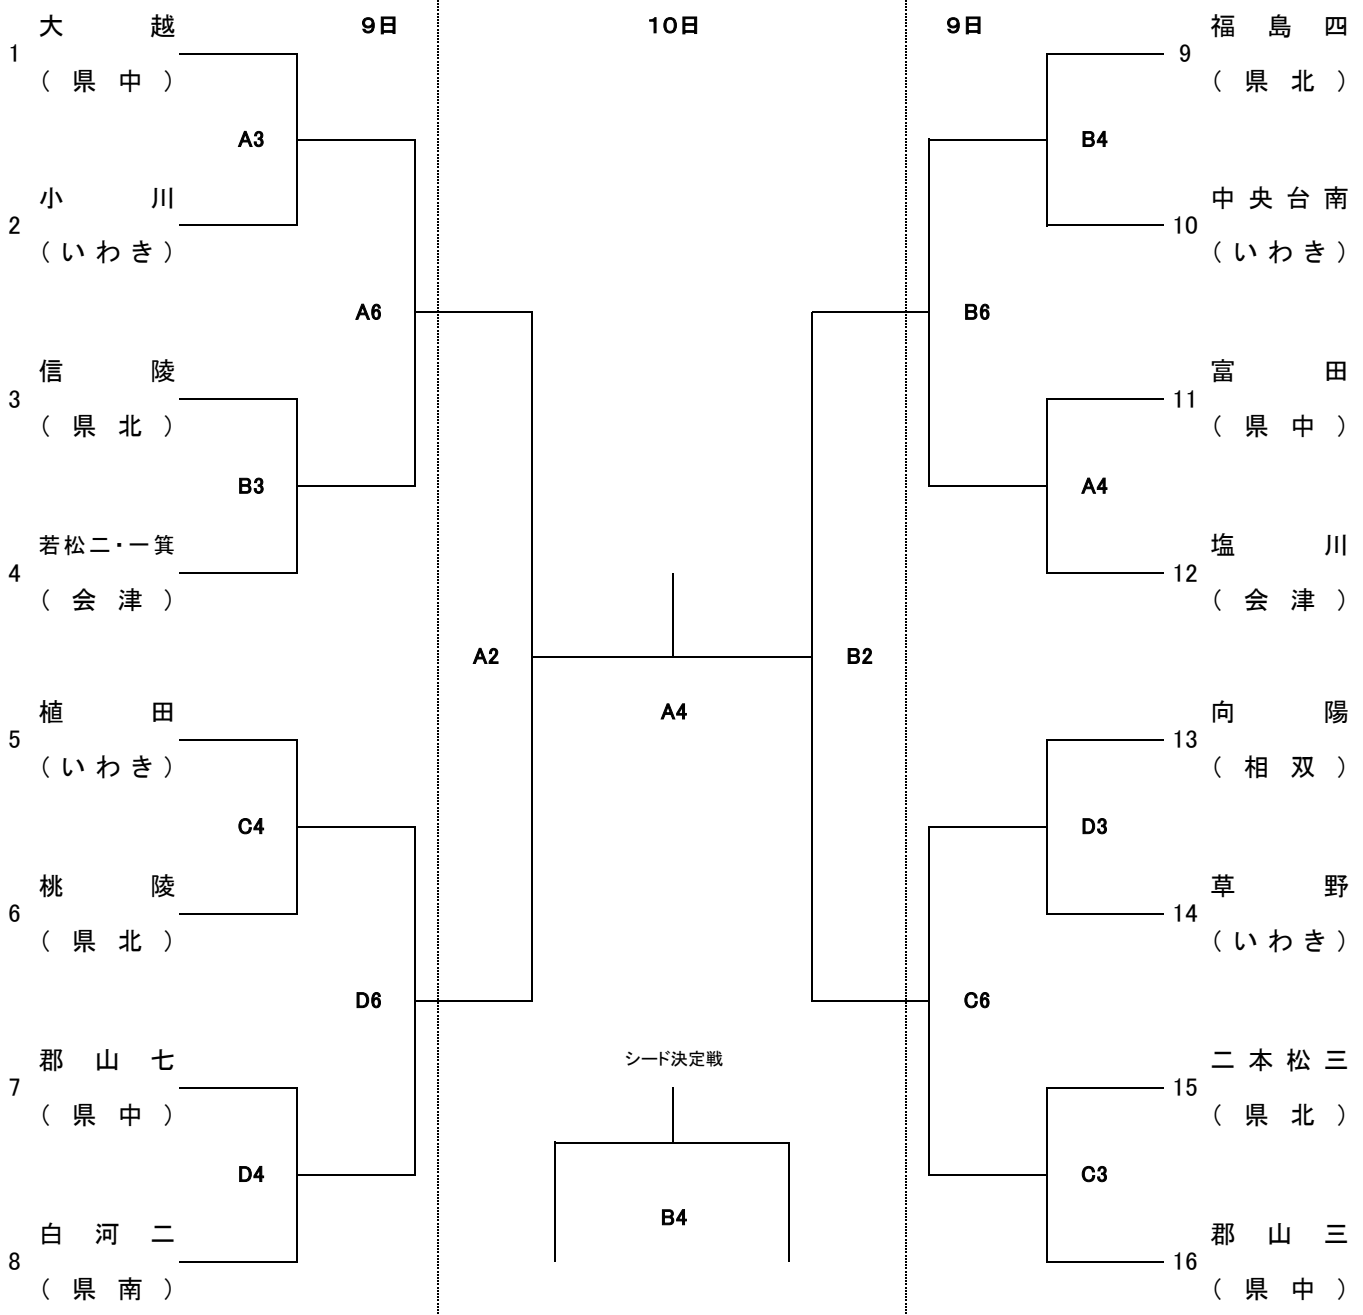 9日
10日
9日
1 大越
(県中)
2 小川
(いわき)
3 信陵
(県北)
4 若松二・一箕
(会津)
5 植田
(いわき)
6 桃陵
(県北)
7 郡山七
(県中)
8 白河二
(県南)
A3
B3
C4
D4
A6
D6
A2
A4
B2
シード決定戦
B4
B6
C6
B4
A4
D3
C3
9 福島四
(県北)
10 中央台南
(いわき)
11 富田
(県中)
12 塩川
(会津)
13 向陽
(相双)
14 草野
(いわき)
15 二本松三
(県北)
16 郡山三
(県中)